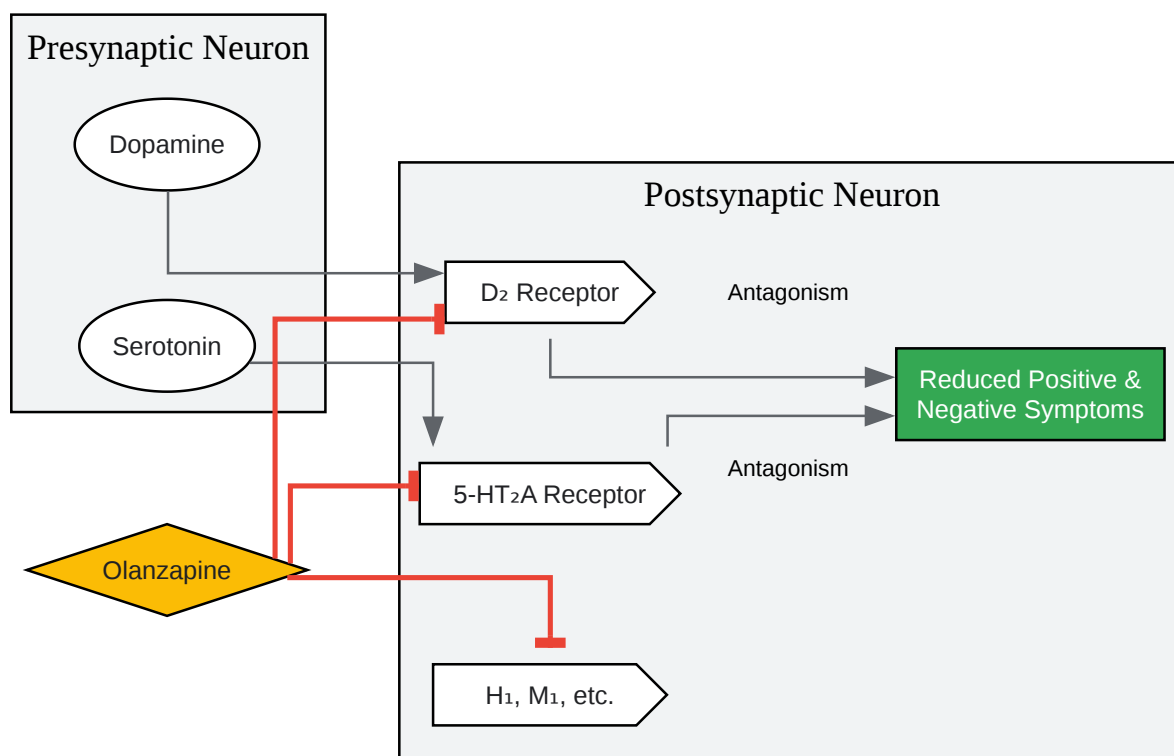 Presynaptic Neuron
Dopamine
Serotonin
Postsynaptic Neuron
D₂ Receptor
Antagonism
Reduced Positive &
Negative Symptoms
Antagonism
5-HT₂A Receptor
Olanzapine
H₁, M₁, etc.